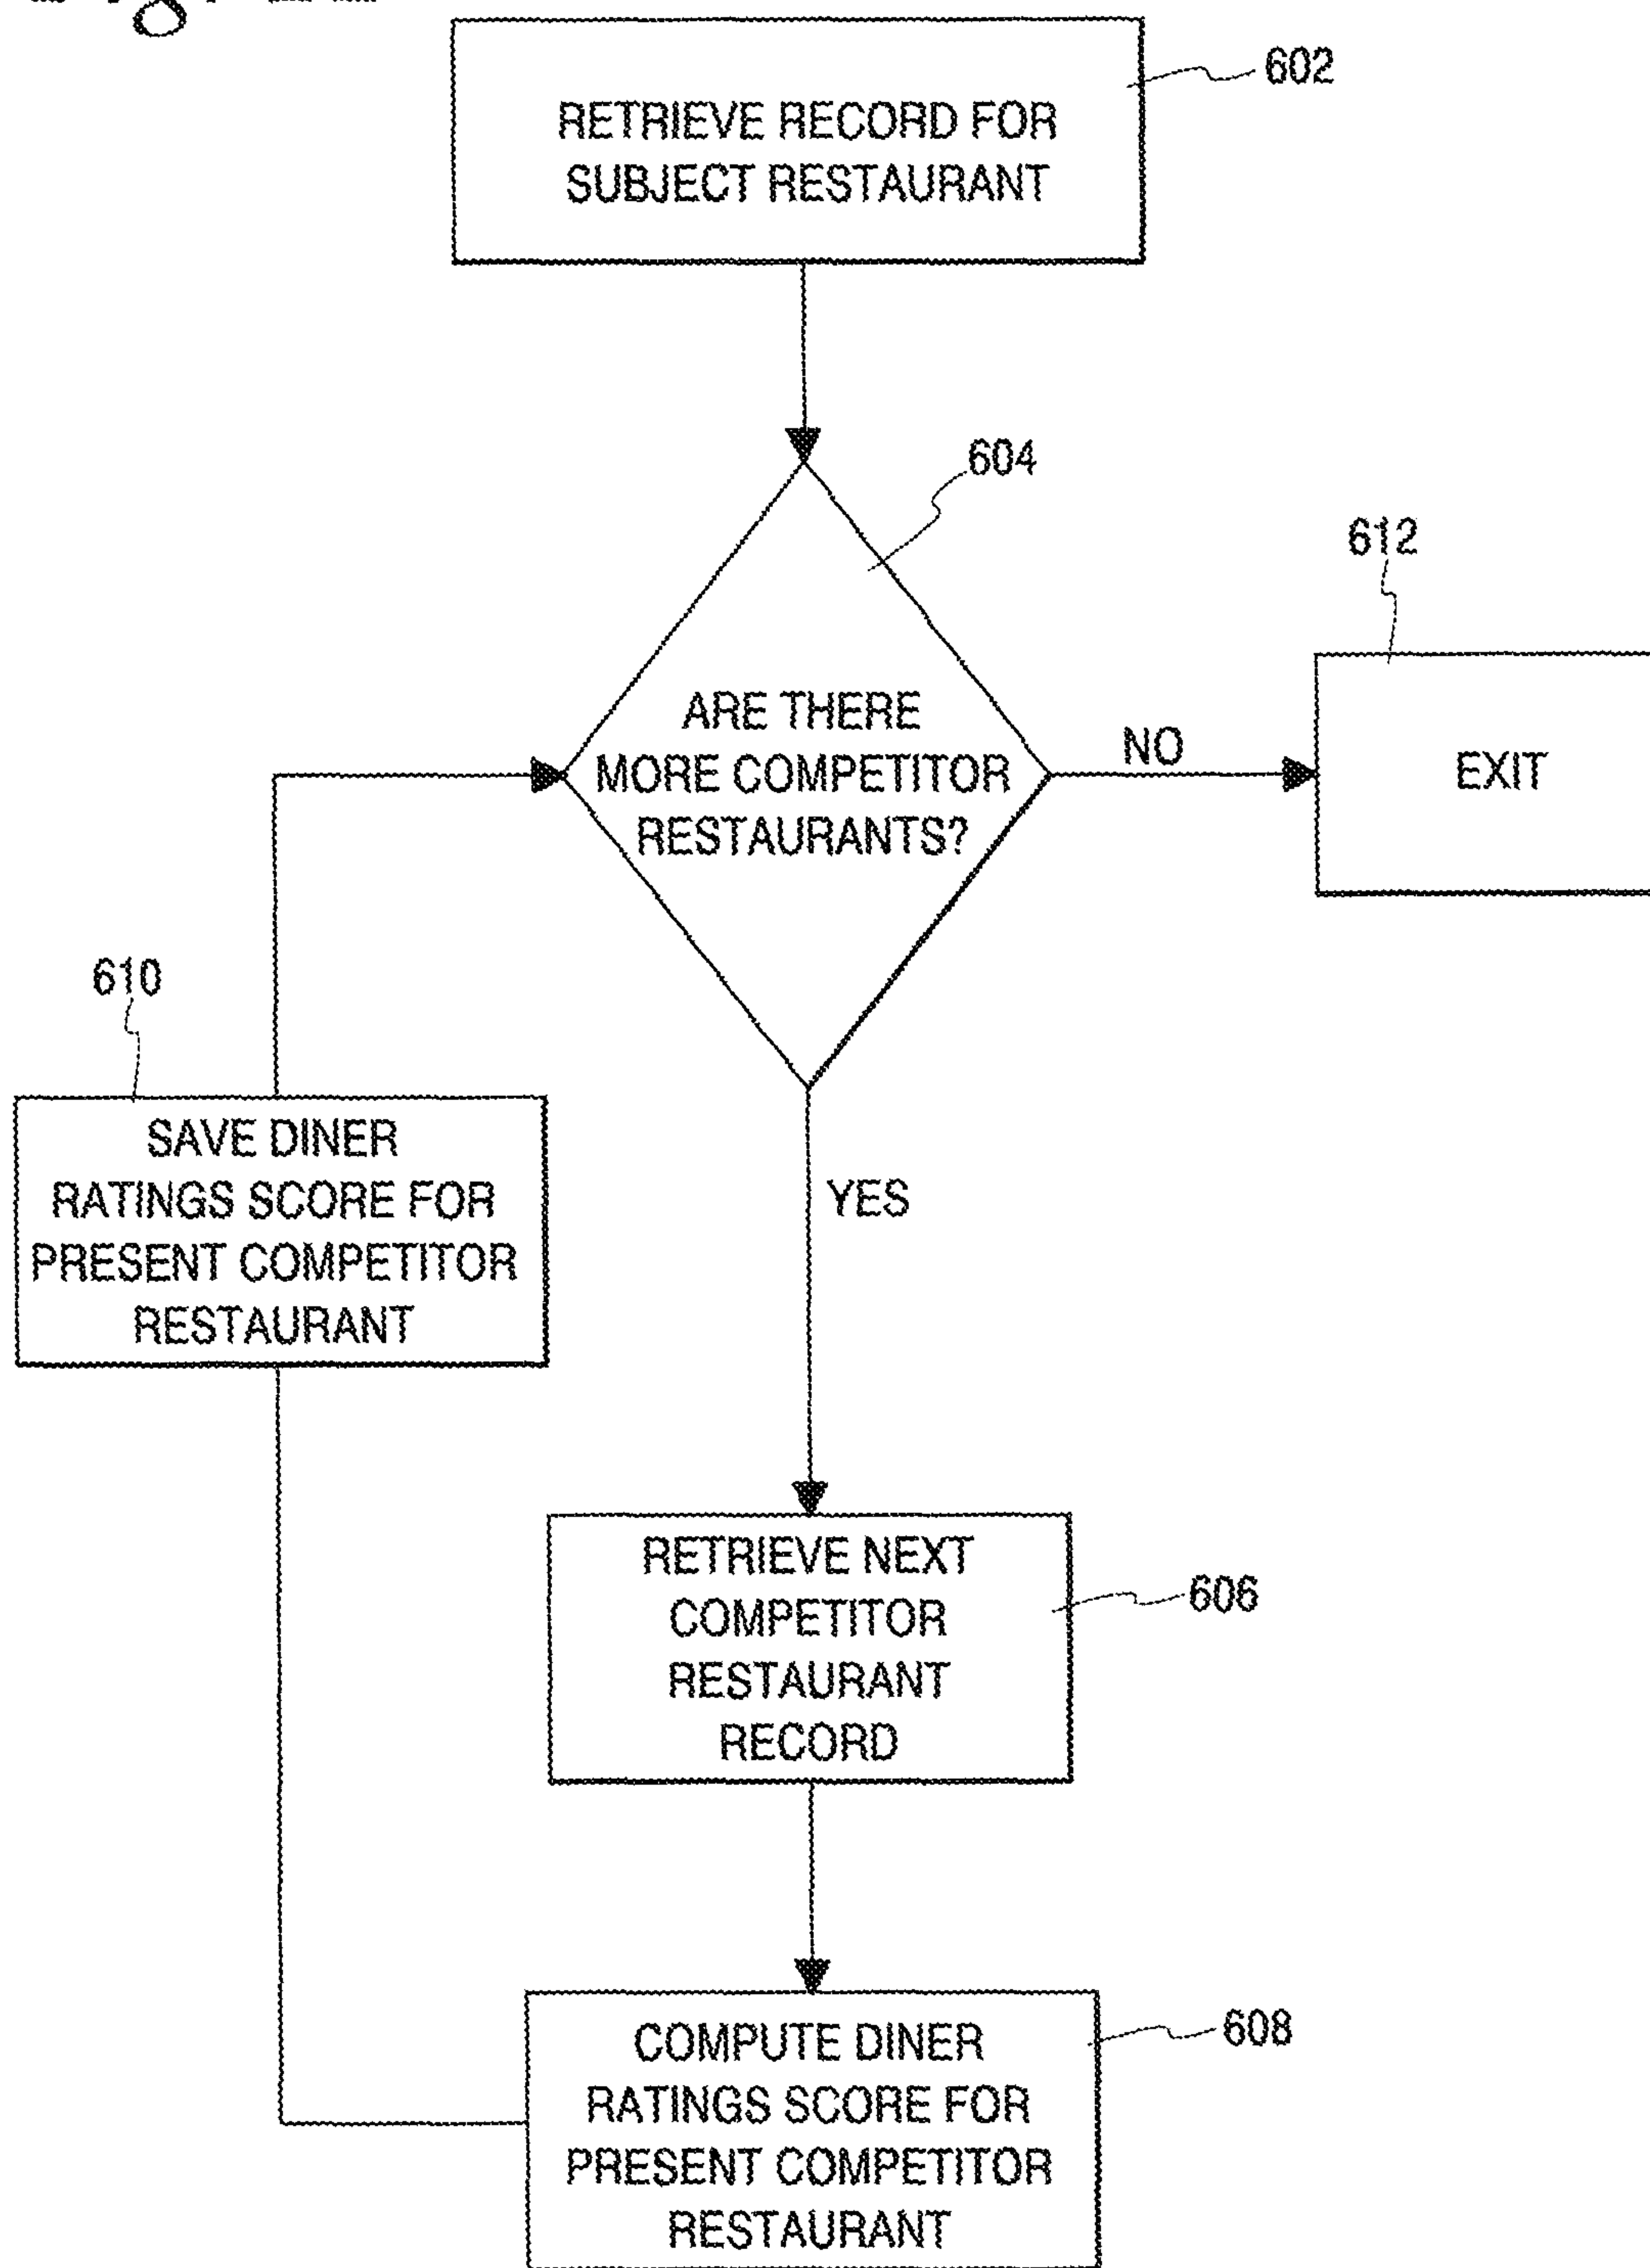 602
RETRIEVE RECORD FOR
SUBJECT RESTAURANT
604
612
ARE THERE
MORE COMPETITOR
RESTAURANTS?
NO
EXIT
610
SAVE DINER
RATINGS SCORE FOR
PRESENT COMPETITOR
RESTAURANT
YES
RETRIEVE NEXT
COMPETITOR
RESTAURANT
RECORD
606
COMPUTE DINER
RATINGS SCORE FOR
PRESENT COMPETITOR
RESTAURANT
608